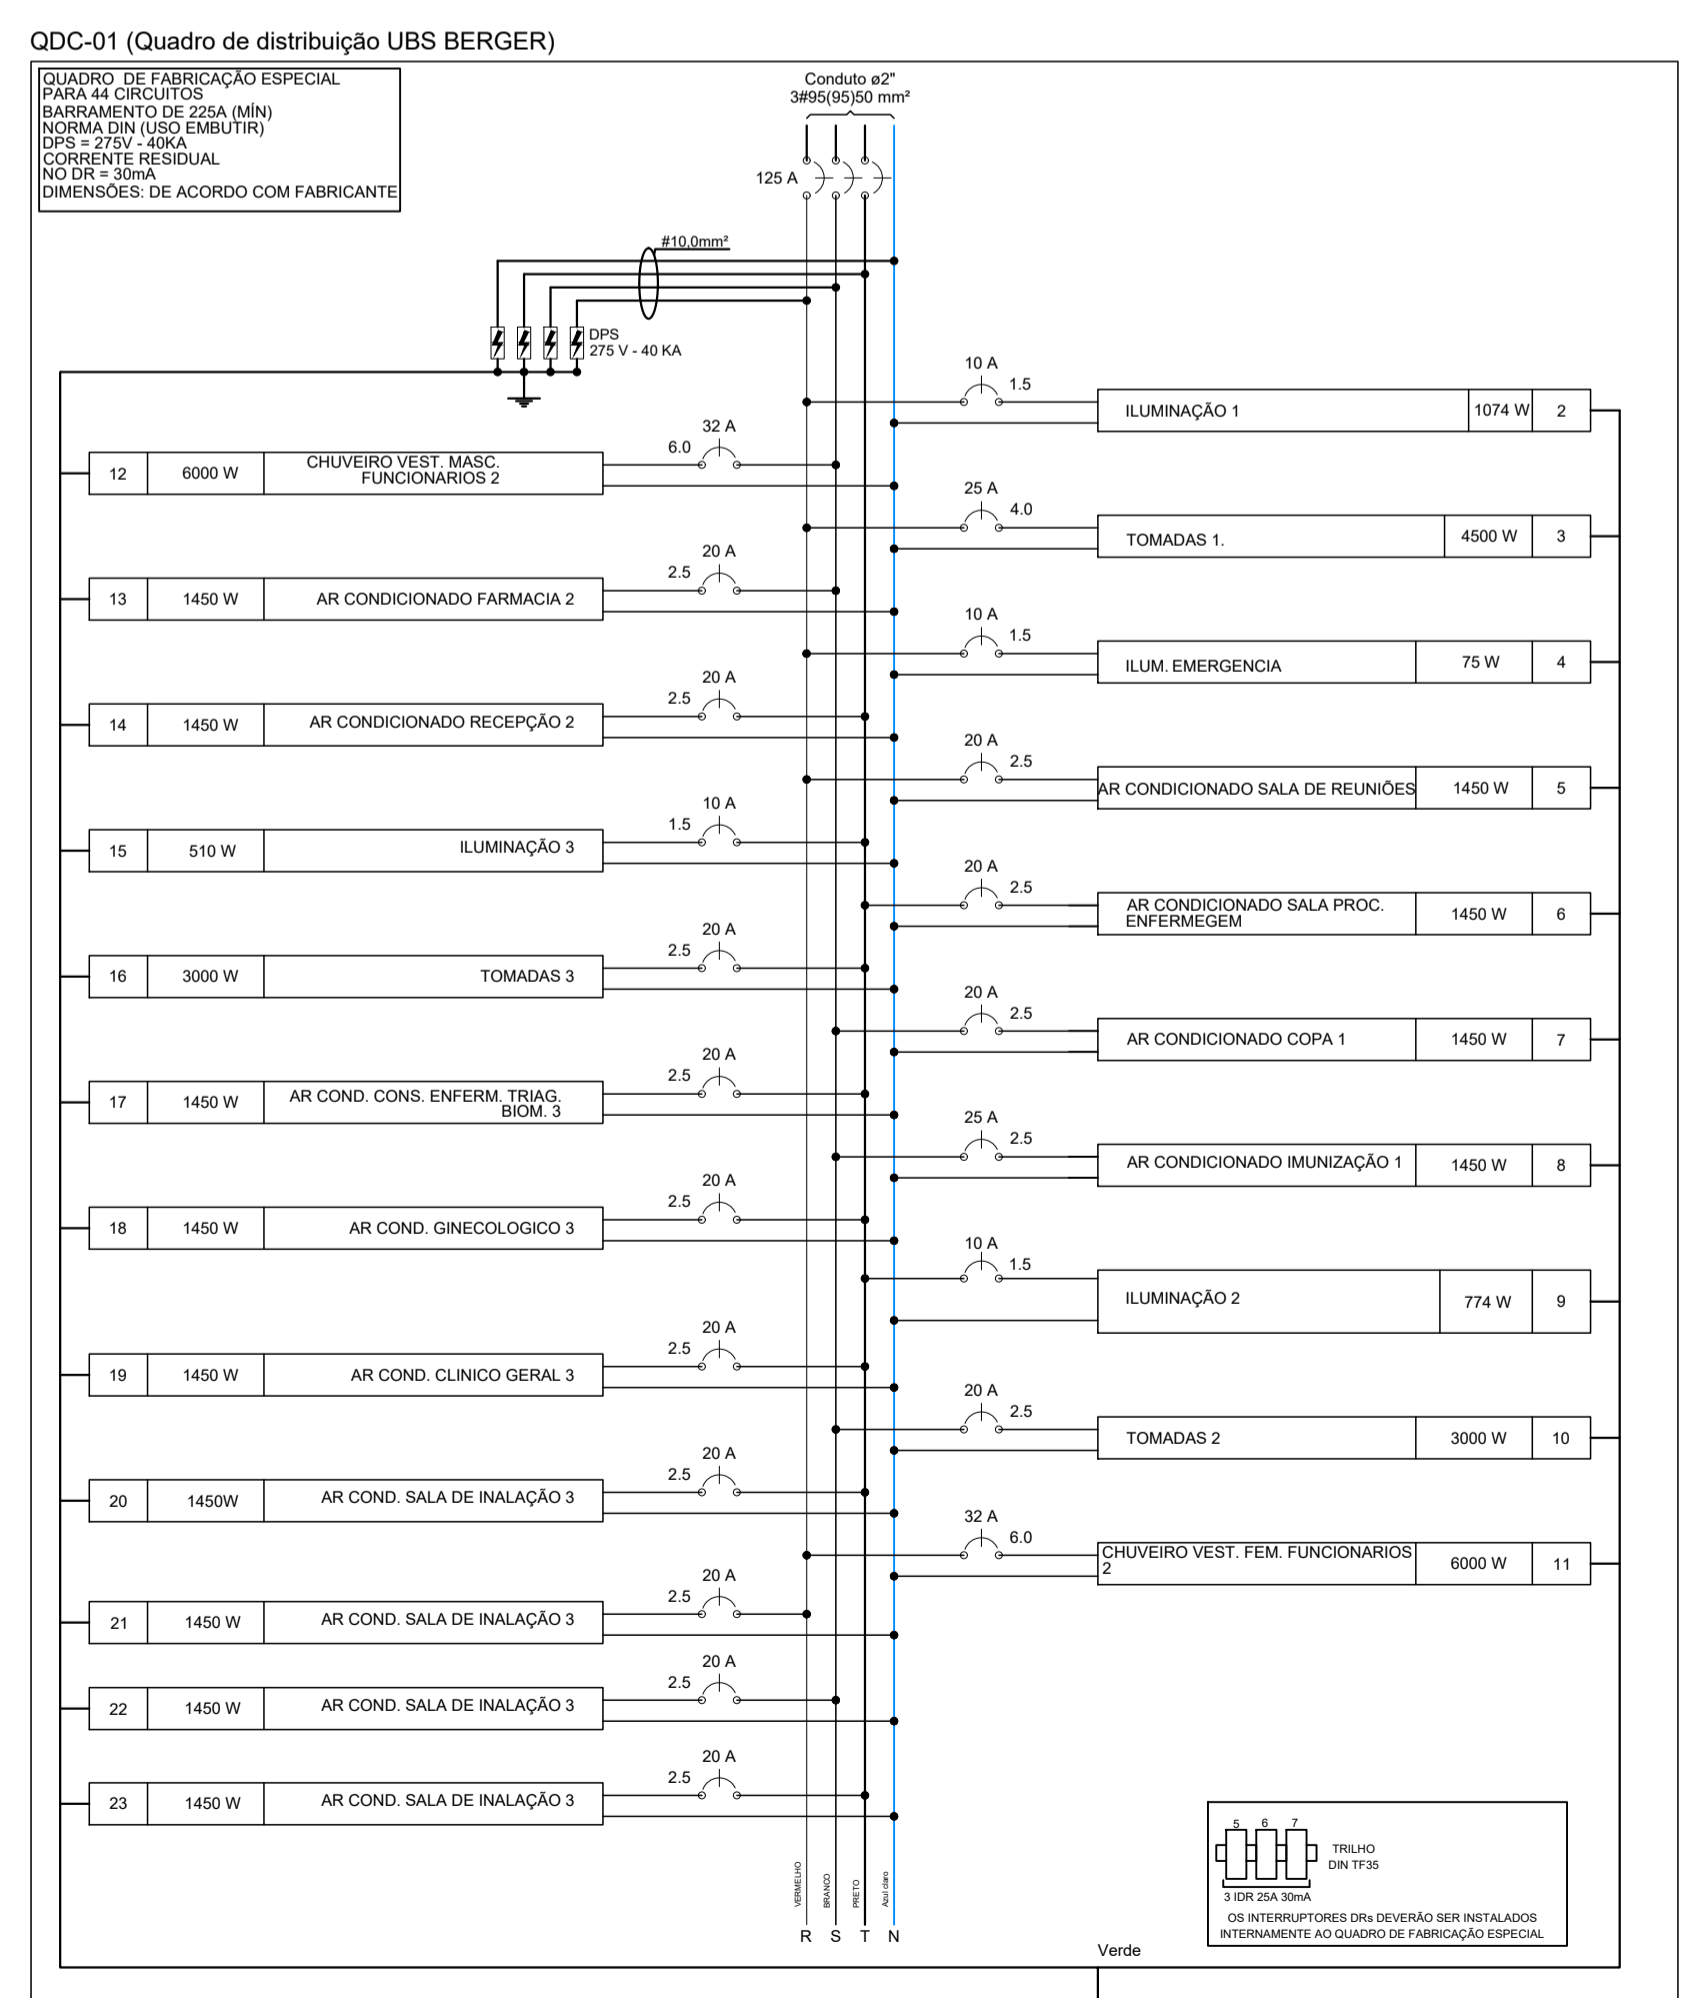 QDC-01 (Quadro de distribuição UBS BERGER)
QUADRO DE FABRICAÇÃO ESPECIAL
PARA 44 CIRCUITOS
BARRAMENTO DE 225A (MÍN)
NORMA DIN (USO EMBUTIR)
DPS = 275V - 40KA
CORRENTE RESIDUAL
NO DR = 30mA
DIMENSÕES: DE ACORDO COM FABRICANTE
Conduto ø2"
3#95(95)50 mm²
125 A
#10,0mm²
DPS
275 V - 40 KA
10 A
1.5
ILUMINAÇÃO 1
1074 W
2
32 A
6.0
12
6000 W
CHUVEIRO VEST. MASC.
FUNCIONARIOS 2
25 A
4.0
TOMADAS 1.
4500 W
3
20 A
2.5
13
1450 W
AR CONDICIONADO FARMACIA 2
10 A
1.5
ILUM. EMERGENCIA
75 W
4
20 A
2.5
14
1450 W
AR CONDICIONADO RECEPÇÃO 2
20 A
2.5
AR CONDICIONADO SALA DE REUNIÕES
1450 W
5
10 A
1.5
15
510 W
ILUMINAÇÃO 3
20 A
2.5
AR CONDICIONADO SALA PROC.
ENFERMEGEM
1450 W
6
20 A
2.5
16
3000 W
TOMADAS 3
20 A
2.5
AR CONDICIONADO COPA 1
1450 W
7
20 A
2.5
17
1450 W
AR COND. CONS. ENFERM. TRIAG.
BIOM. 3
25 A
2.5
AR CONDICIONADO IMUNIZAÇÃO 1
1450 W
8
20 A
2.5
18
1450 W
AR COND. GINECOLOGICO 3
10 A
1.5
ILUMINAÇÃO 2
774 W
9
20 A
2.5
19
1450 W
AR COND. CLINICO GERAL 3
20 A
2.5
TOMADAS 2
3000 W
10
20 A
2.5
20
1450W
AR COND. SALA DE INALAÇÃO 3
32 A
6.0
CHUVEIRO VEST. FEM. FUNCIONARIOS
2
6000 W
11
20 A
2.5
21
1450 W
AR COND. SALA DE INALAÇÃO 3
20 A
2.5
22
1450 W
AR COND. SALA DE INALAÇÃO 3
20 A
2.5
23
1450 W
AR COND. SALA DE INALAÇÃO 3
VERMELHO
BRANCO
PRETO
Azul claro
R S T N
5 6 7
TRILHO
DIN TF35
3 IDR 25A 30mA
OS INTERRUPTORES DRs DEVERÃO SER INSTALADOS
INTERNAMENTE AO QUADRO DE FABRICAÇÃO ESPECIAL
Verde